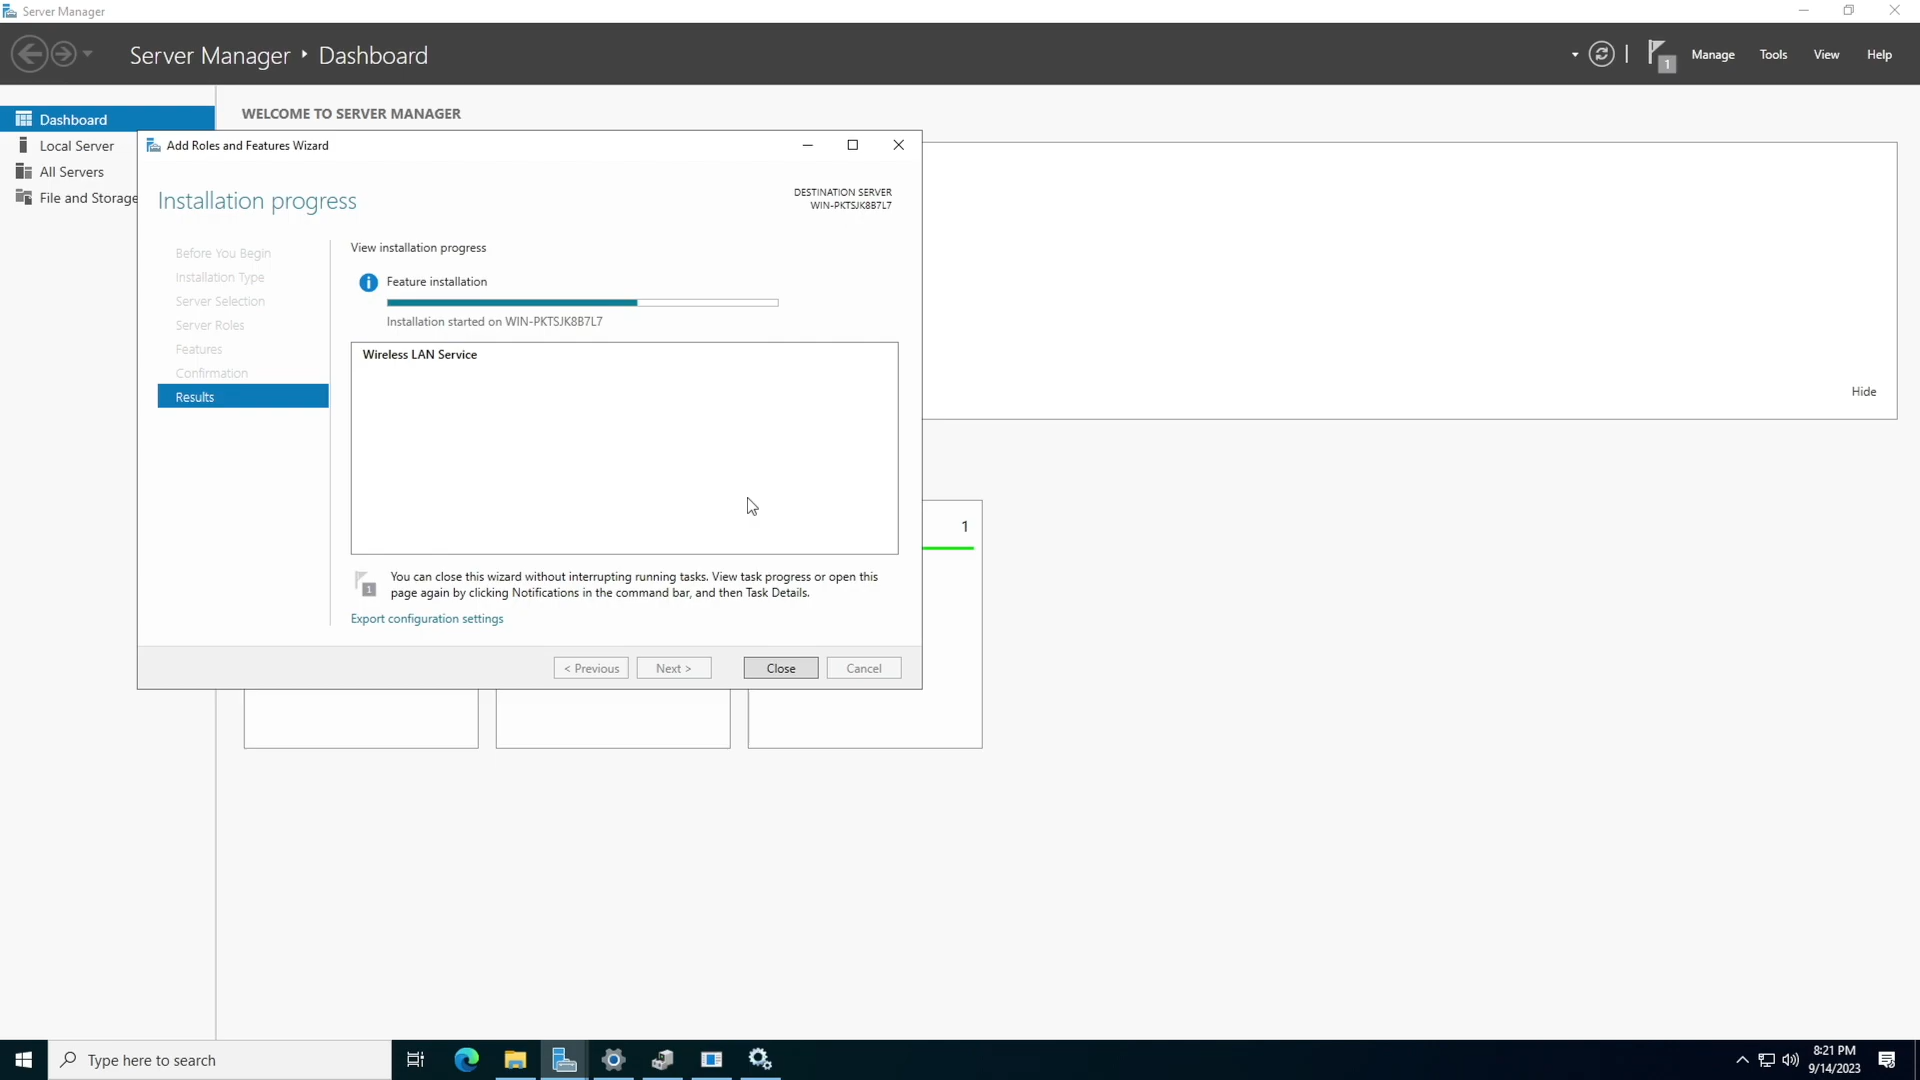 Server Manager
Server Manager ‣ Dashboard
1
Manage
Tools
View
Help
Dashboard
Local Server
All Servers
File and Storage
WELCOME TO SERVER MANAGER
Add Roles and Features Wizard
Installation progress
DESTINATION SERVER
WIN-PKTSJK8B7L7
Before You Begin
Installation Type
Server Selection
Server Roles
Features
Confirmation
Results
View installation progress
Feature installation
Installation started on WIN-PKTSJK8B7L7
Wireless LAN Service
1
You can close this wizard without interrupting running tasks. View task progress or open this
page again by clicking Notifications in the command bar, and then Task Details.
Export configuration settings
< Previous
Next >
Close
Cancel
Hide
1
Type here to search
8:21 PM
9/14/2023